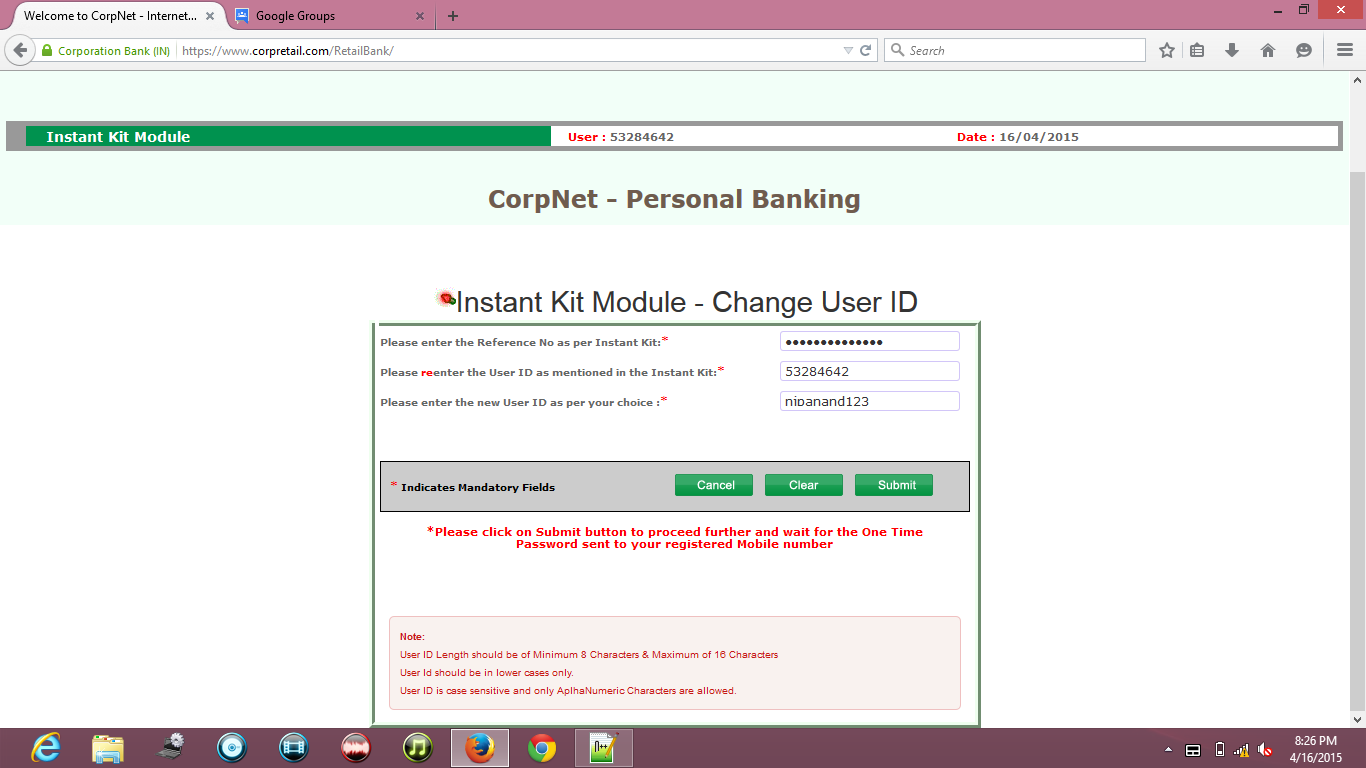 Welcome to CorpNet - Internet...
Google Groups
Corporation Bank (IN)
https://www.corpretail.com/RetailBank/
Search
Instant Kit Module
User : 53284642
Date : 16/04/2015
CorpNet - Personal Banking
Instant Kit Module - Change User ID
Please enter the Reference No as per Instant Kit:*
••••••••••••••
Please reenter the User ID as mentioned in the Instant Kit:*
53284642
Please enter the new User ID as per your choice :*
nipanand123
* Indicates Mandatory Fields
Cancel
Clear
Submit
*Please click on Submit button to proceed further and wait for the One Time
Password sent to your registered Mobile number
Note:
User ID Length should be of Minimum 8 Characters & Maximum of 16 Characters
User Id should be in lower cases only.
User ID is case sensitive and only AplhaNumeric Characters are allowed.
8:26 PM
4/16/2015